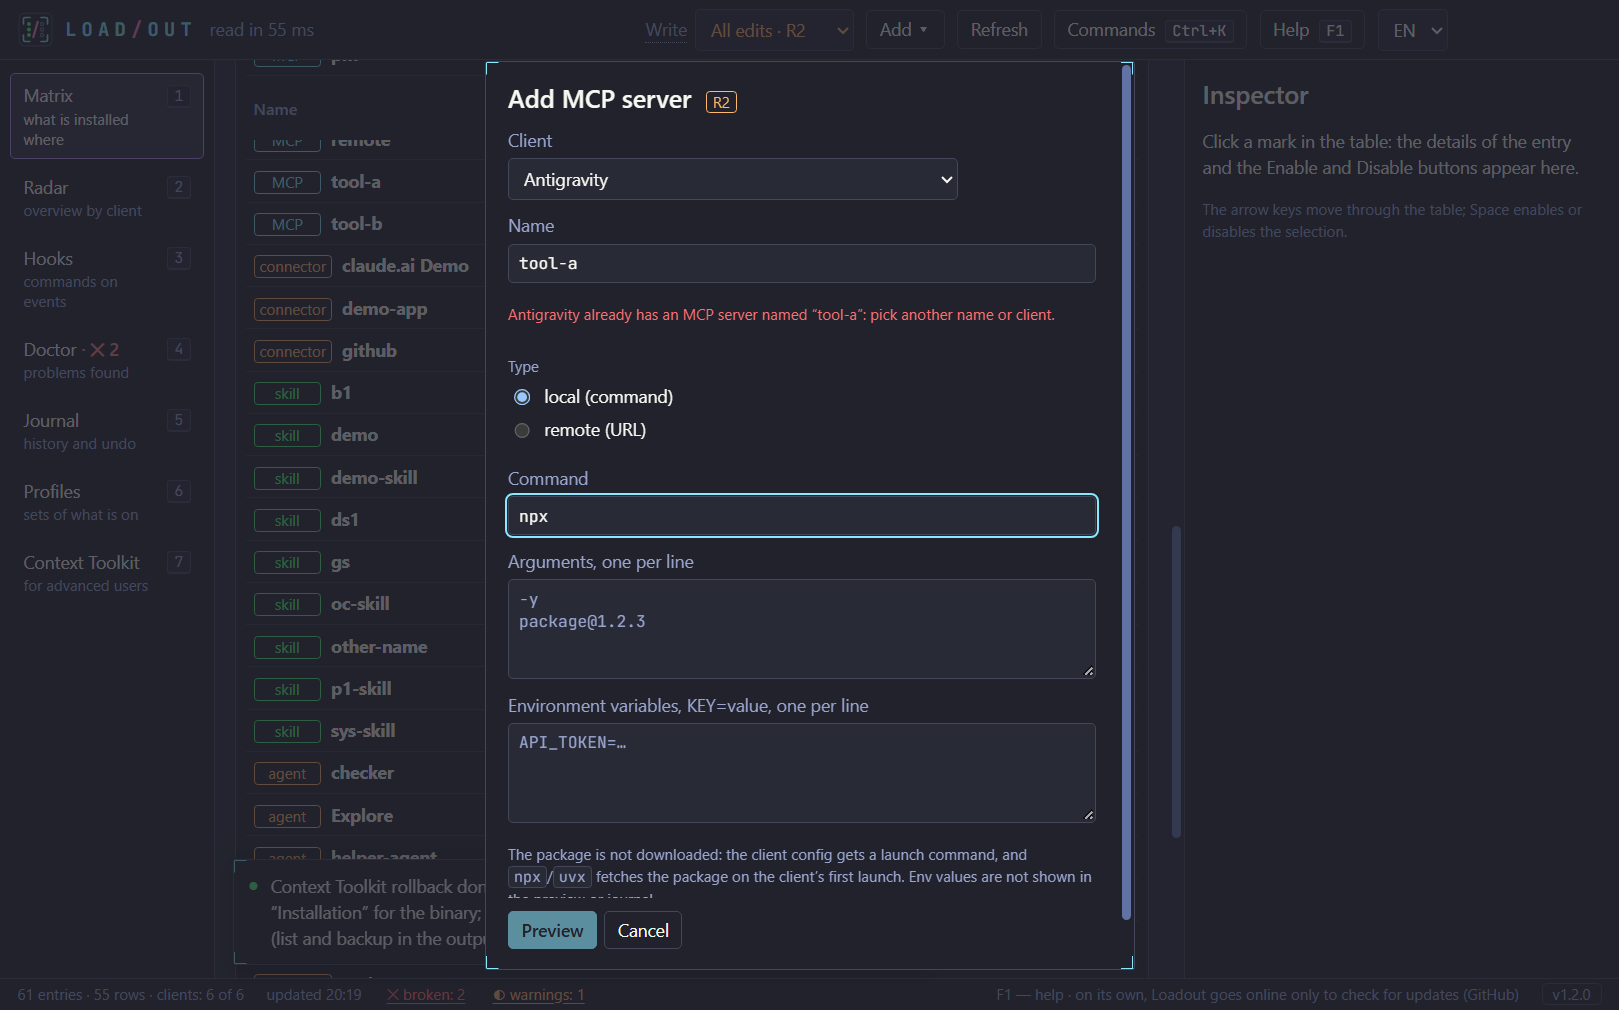 LOAD/OUT read in 55 ms Write All edits · R2 Add Refresh Commands Ctrl+K Help F1 EN
Matrix 1
what is installed
where
Radar 2
overview by client
Hooks 3
commands on
events
Doctor · 2 4
problems found
Journal 5
history and undo
Profiles 6
sets of what is on
Context Toolkit 7
for advanced users
Name
MCP remote
MCP tool-a
MCP tool-b
connector claude.ai Demo
connector demo-app
connector github
skill b1
skill demo
skill demo-skill
skill ds1
skill gs
skill oc-skill
skill other-name
skill p1-skill
skill sys-skill
agent checker
agent Explore
agent helper-agent
Context Toolkit rollback don
“Installation” for the binary;
(list and backup in the outp
Add MCP server R2
Client
Antigravity
Name
tool-a
Antigravity already has an MCP server named “tool-a”: pick another name or client.
Type
local (command)
remote (URL)
Command
npx
Arguments, one per line
-y
package@1.2.3
Environment variables, KEY=value, one per line
API_TOKEN=…
The package is not downloaded: the client config gets a launch command, and
npx/uvx fetches the package on the client’s first launch. Env values are not shown in
the preview or journal.
Preview Cancel
Inspector
Click a mark in the table: the details of the entry
and the Enable and Disable buttons appear here.
The arrow keys move through the table; Space enables or
disables the selection.
61 entries · 55 rows · clients: 6 of 6 updated 20:19 broken: 2 warnings: 1 F1 — help · on its own, Loadout goes online only to check for updates (GitHub) v1.2.0